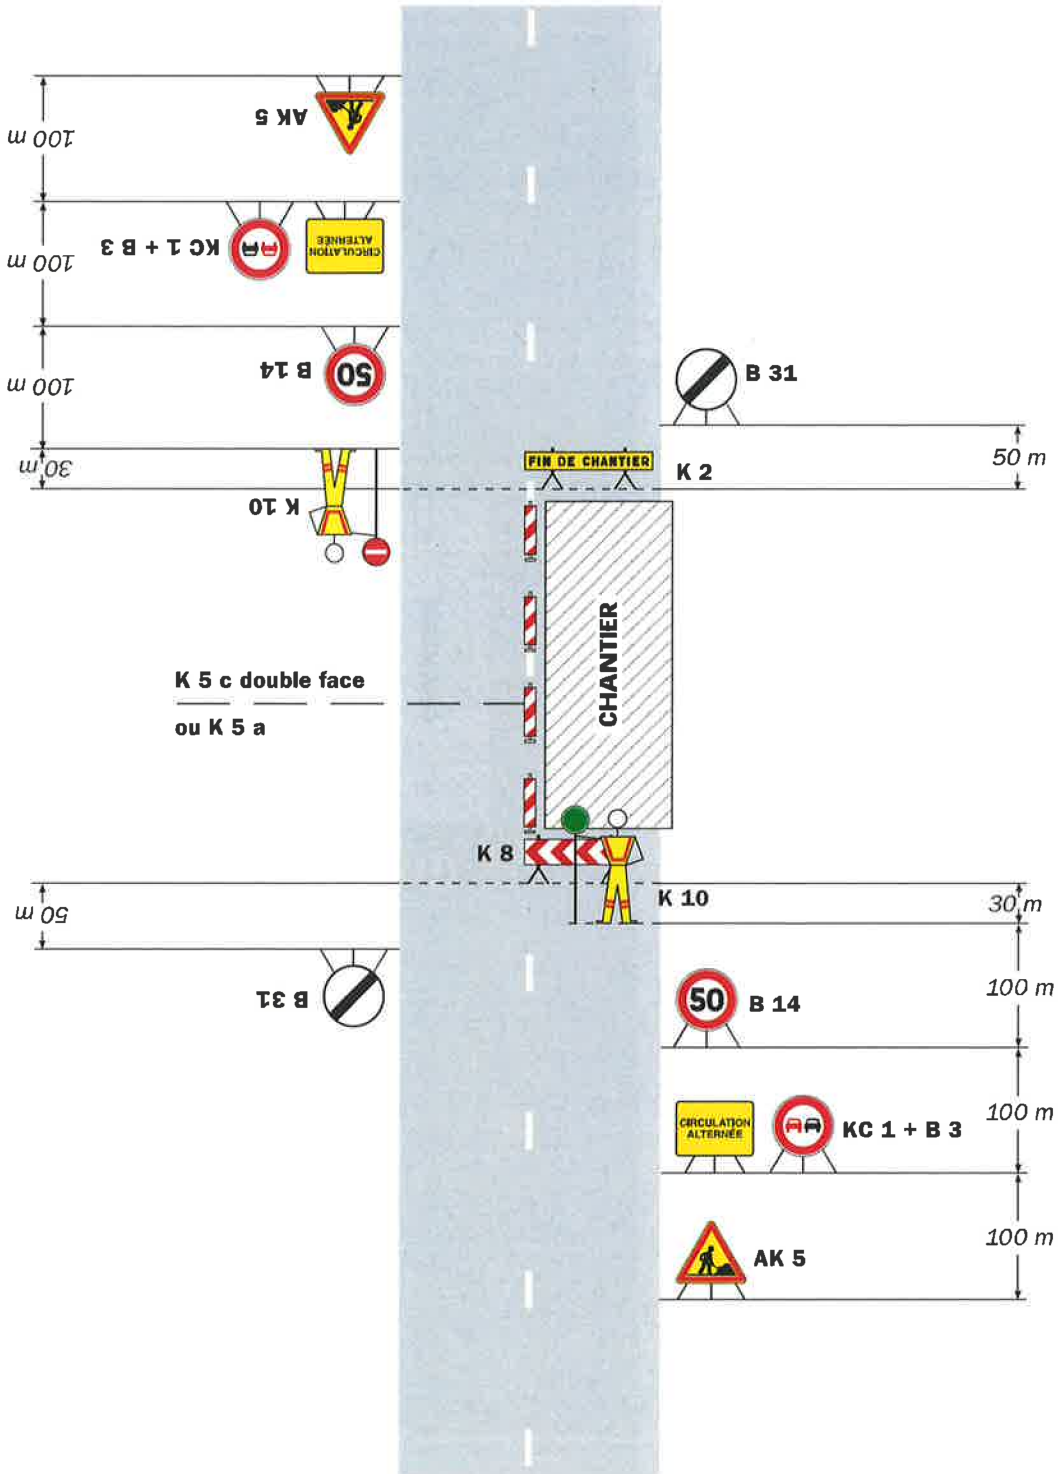 100 m
AK 5
100 m
KC 1 + B 3
CIRCULATION
ALTERNÉE
100 m
B 14
50
B 31
30 m
K 10
FIN DE CHANTIER
K 2
50 m
CHANTIER
K 5 c double face
ou K 5 a
K 8
K 10
30 m
50 m
B 31
50
B 14
100 m
CIRCULATION
ALTERNÉE
KC 1 + B 3
100 m
AK 5
100 m